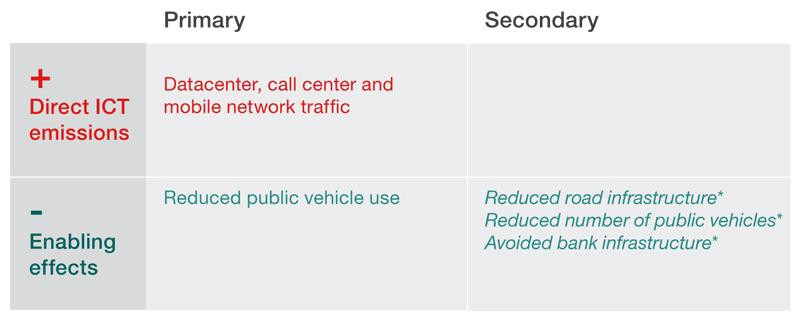 Primary
Secondary
+
Direct ICT
emissions
Datacenter, call center and
mobile network traffic
-
Enabling
effects
Reduced public vehicle use
Reduced road infrastructure*
Reduced number of public vehicles*
Avoided bank infrastructure*